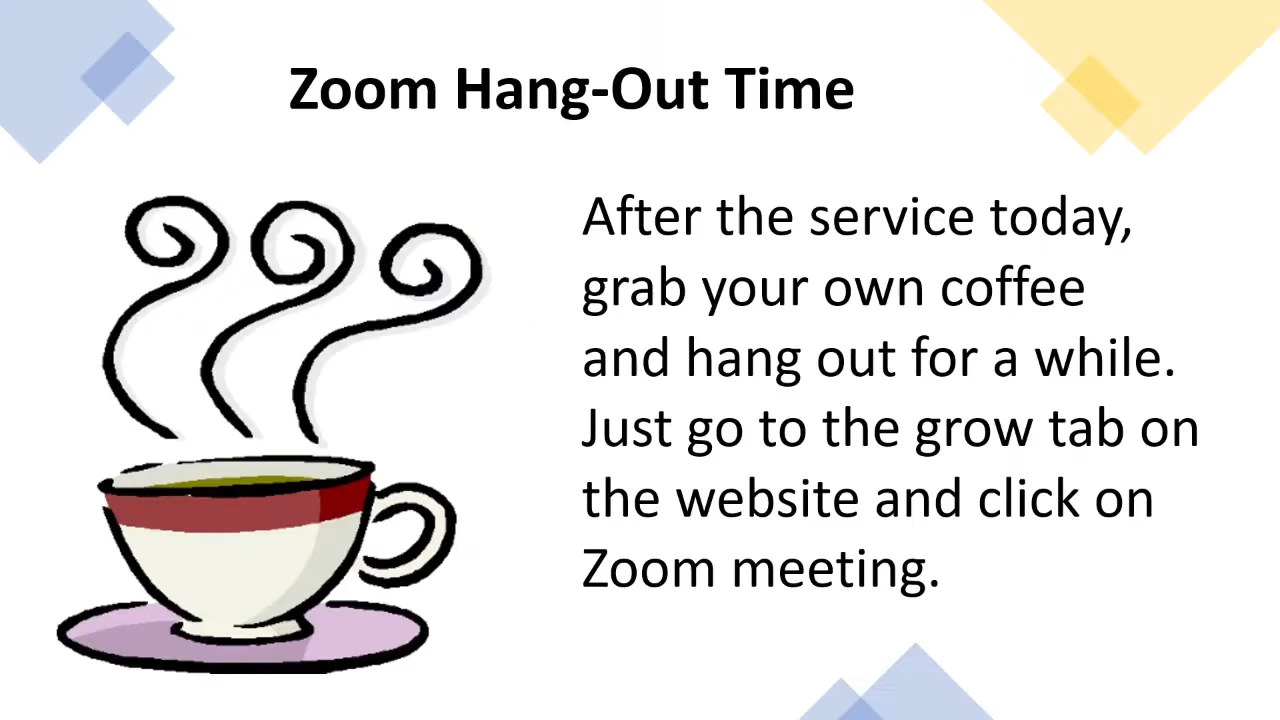 Zoom Hang-Out Time
After the service today,
grab your own coffee
and hang out for a while.
Just go to the grow tab on
the website and click on
Zoom meeting.